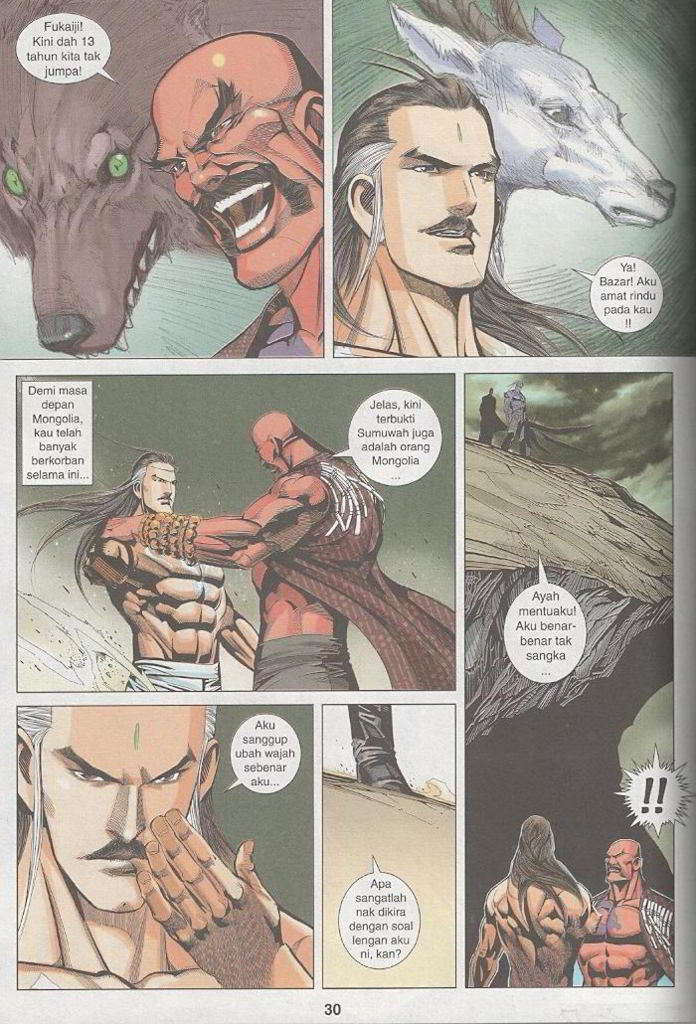 Fukaiji!
Kini dah 13
tahun kita tak
jumpa!
Ya!
Bazar! Aku
amat rindu
pada kau
!!
Demi masa
depan
Mongolia,
kau telah
banyak
berkorban
selama ini...
Jelas, kini
terbukti
Sumuwah juga
adalah orang
Mongolia
...
Ayah
mentuaku!
Aku benar-
benar tak
sangka
...
Aku
sanggup
ubah wajah
sebenar
aku...
Apa
sangatlah
nak dikira
dengan soal
lengan aku
ni, kan?
!!
30